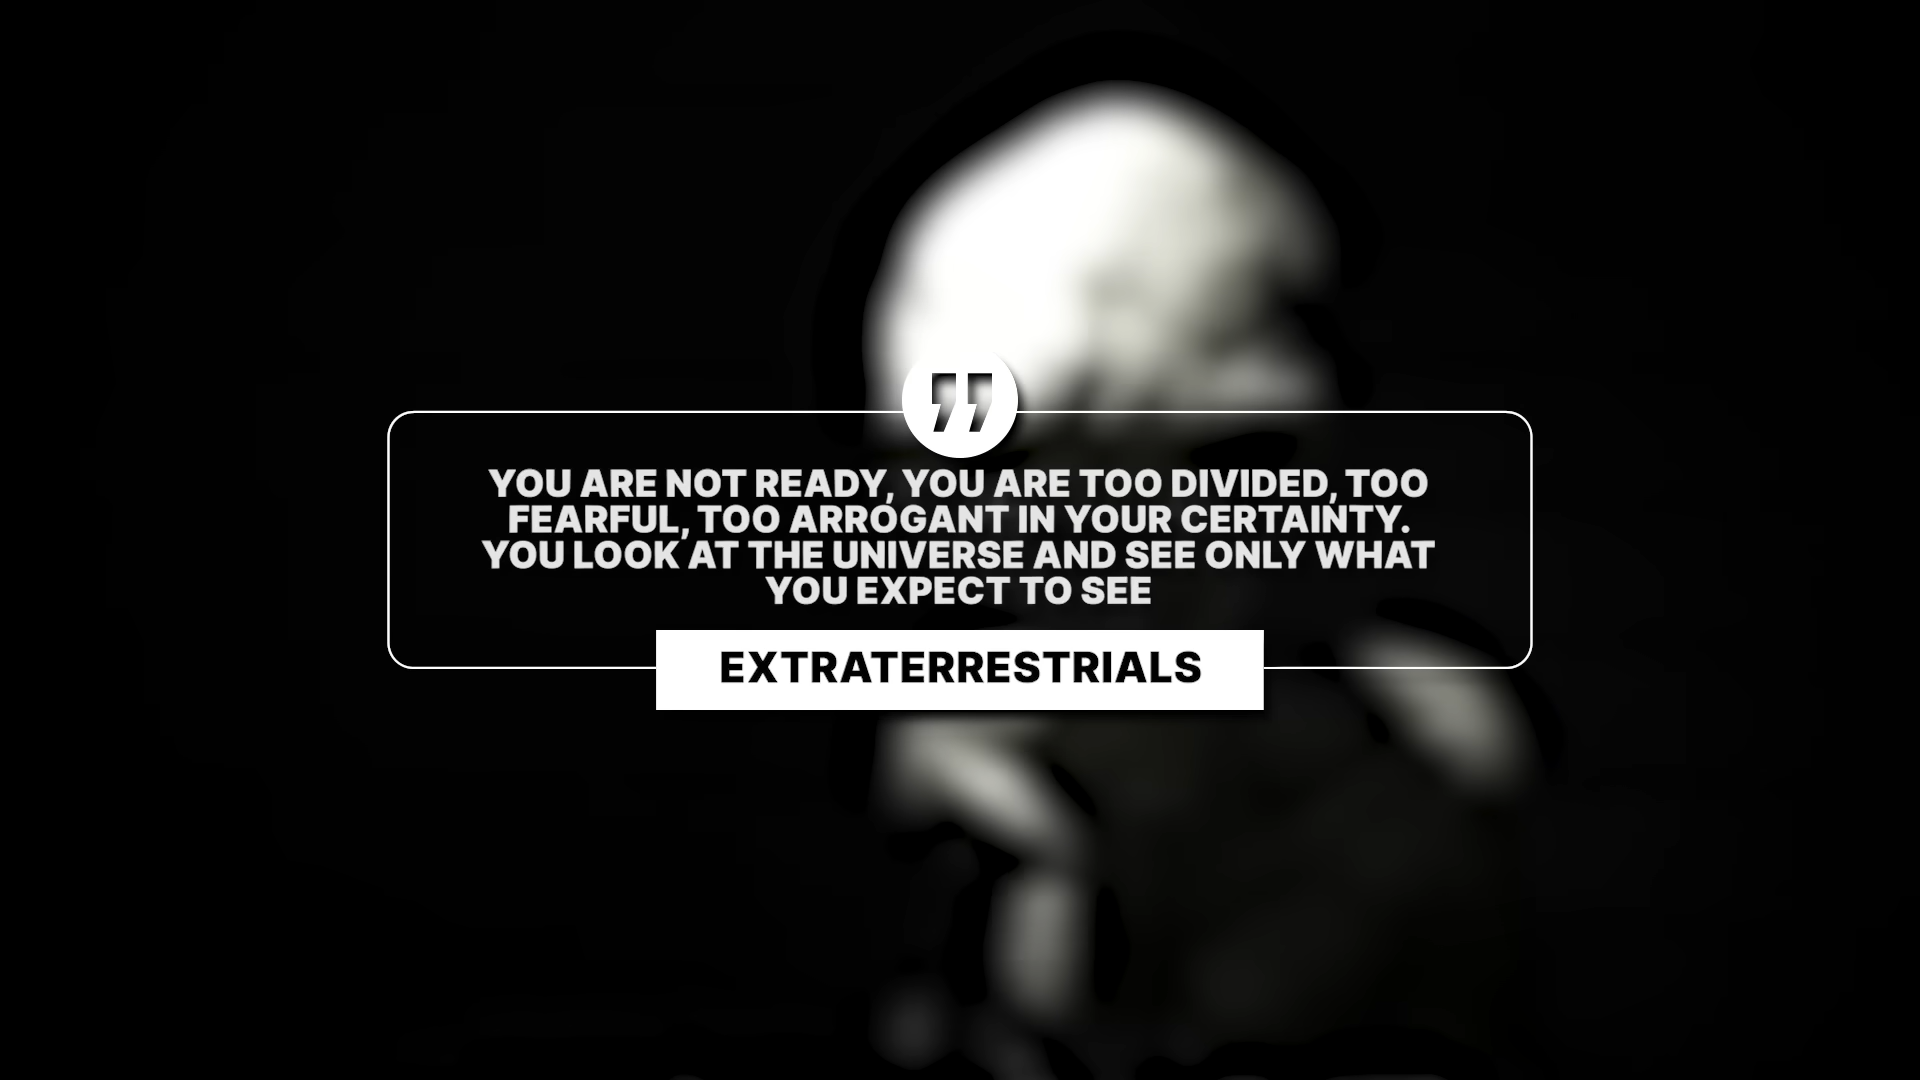 "
YOU ARE NOT READY, YOU ARE TOO DIVIDED, TOO
FEARFUL, TOO ARROGANT IN YOUR CERTAINTY.
YOU LOOK AT THE UNIVERSE AND SEE ONLY WHAT
YOU EXPECT TO SEE
EXTRATERRESTRIALS